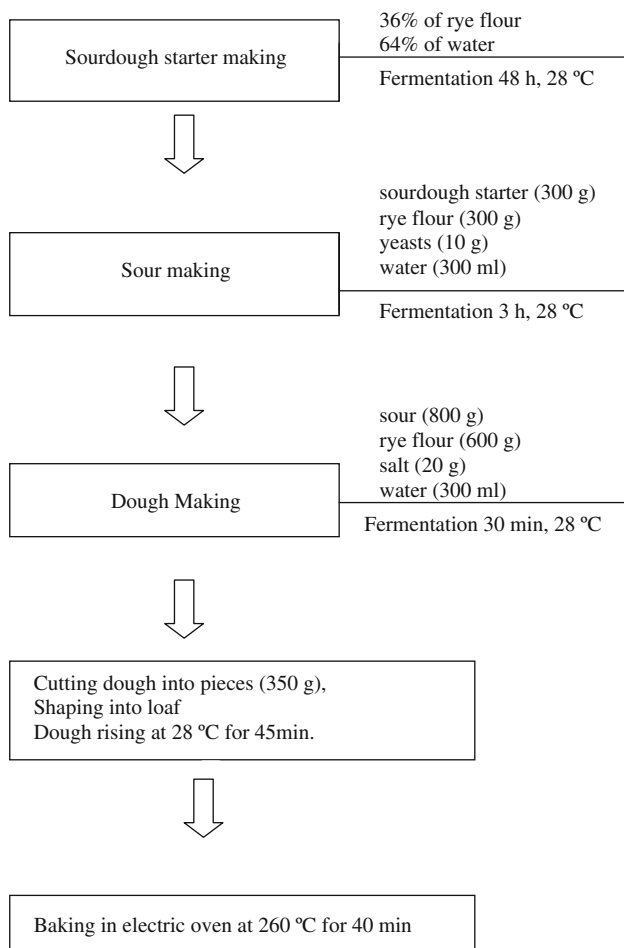 36% of rye flour
64% of water
Sourdough starter making
Fermentation 48 h, 28 ºC
sourdough starter (300 g)
rye flour (300 g)
yeasts (10 g)
water (300 ml)
Sour making
Fermentation 3 h, 28 ºC
sour (800 g)
rye flour (600 g)
salt (20 g)
water (300 ml)
Dough Making
Fermentation 30 min, 28 ºC
Cutting dough into pieces (350 g),
Shaping into loaf
Dough rising at 28 ºC for 45min.
Baking in electric oven at 260 ºC for 40 min